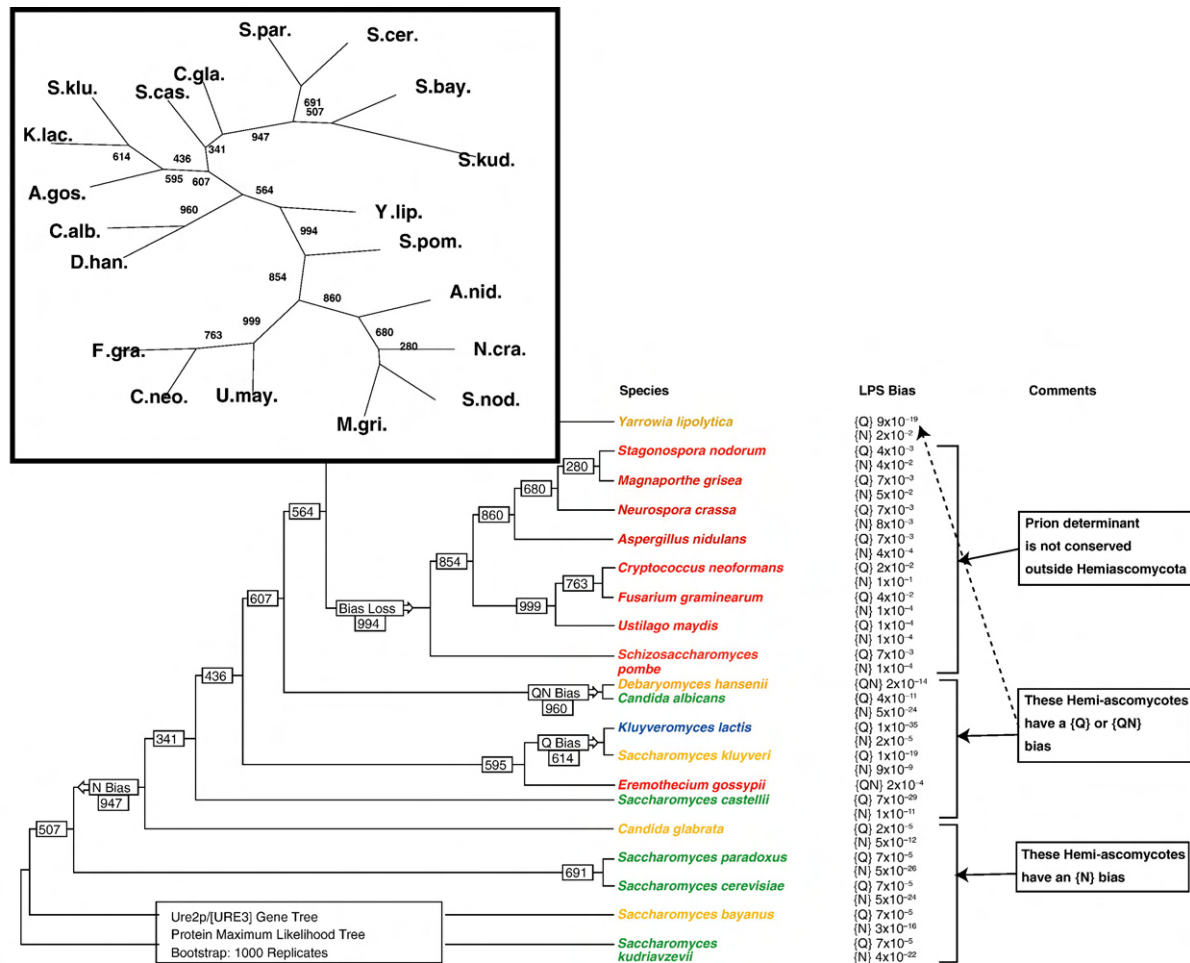 S.par.
S.cer.
C.gla.
S.klu.
S.cas.
S.bay.
691
507
K.lac.
947
341
S.kud.
614
436
595
607
A.gos.
564
960
Y.lip.
C.alb.
994
S.pom.
D.han.
854
860
A.nid.
999
763
680
280
F.gra.
N.cra.
C.neo.
U.may.
S.nod.
M.gri.
Species
LPS Bias
Comments
Yarrowia lipolytica
{Q} 9x10⁻¹⁹
{N} 2x10⁻²
Stagonospora nodorum
{Q} 4x10⁻³
{N} 4x10⁻²
280
Magnaporthe grisea
{Q} 7x10⁻³
{N} 5x10⁻²
680
Neurospora crassa
{Q} 7x10⁻³
{N} 8x10⁻³
564
860
Aspergillus nidulans
{Q} 7x10⁻³
{N} 4x10⁻⁴
Prion determinant
is not conserved
outside Hemiascomycota
854
Cryptococcus neoformans
{Q} 2x10⁻²
{N} 1x10⁻¹
763
Fusarium graminearum
{Q} 4x10⁻²
{N} 1x10⁻⁴
607
Bias Loss
994
999
Ustilago maydis
{Q} 1x10⁻⁴
{N} 1x10⁻⁴
Schizosaccharomyces
pombe
{Q} 7x10⁻³
{N} 1x10⁻⁴
436
QN Bias
960
Debaryomyces hansenii
{QN} 2x10⁻¹⁴
Candida albicans
{Q} 4x10⁻¹¹
{N} 5x10⁻²⁴
These Hemi-ascomycotes
have a {Q} or {QN}
bias
341
Kluyveromyces lactis
{Q} 1x10⁻³⁵
{N} 2x10⁻⁵
Q Bias
614
Saccharomyces kluyveri
{Q} 1x10⁻¹⁹
{N} 9x10⁻⁹
595
Eremothecium gossypii
{QN} 2x10⁻⁴
N Bias
947
Saccharomyces castellii
{Q} 7x10⁻²⁹
{N} 1x10⁻¹¹
507
Candida glabrata
{Q} 2x10⁻⁵
{N} 5x10⁻¹²
Saccharomyces paradoxus
{Q} 7x10⁻⁵
{N} 5x10⁻²⁶
691
These Hemi-ascomycotes
have an {N} bias
Saccharomyces cerevisiae
{Q} 7x10⁻⁵
{N} 5x10⁻²⁴
Ure2p/[URE3] Gene Tree
Protein Maximum Likelihood Tree
Bootstrap: 1000 Replicates
Saccharomyces bayanus
{Q} 7x10⁻⁵
{N} 3x10⁻¹⁶
Saccharomyces
kudriavzevii
{Q} 7x10⁻⁵
{N} 4x10⁻²²